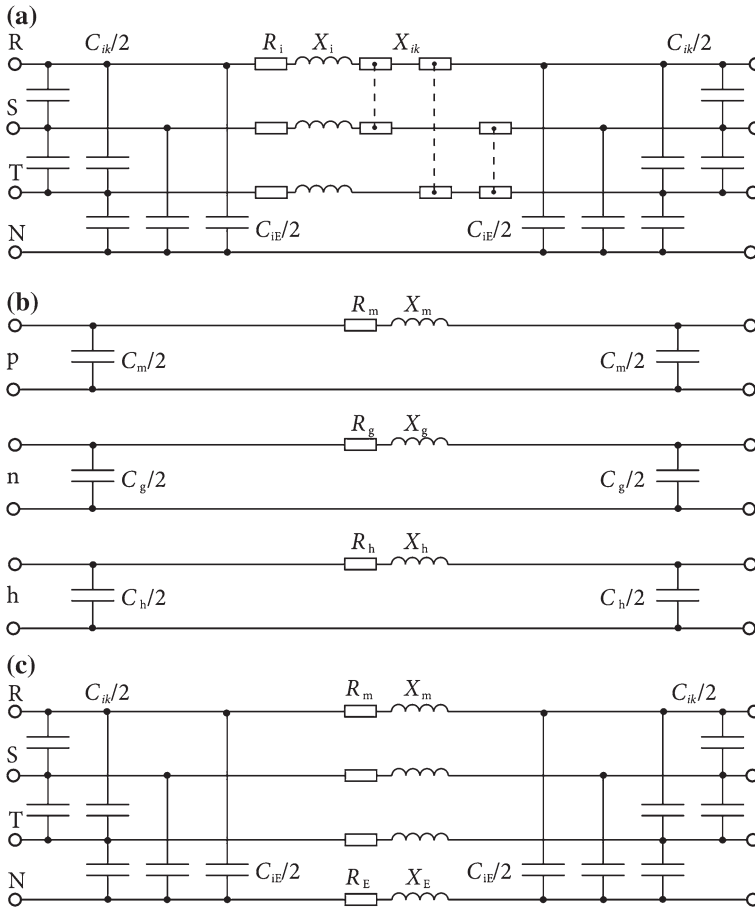 (a)
R C_ik/2 R_i X_i X_ik C_ik/2
S
T
N C_iE/2 C_iE/2
(b)
R_m X_m
p C_m/2 C_m/2
R_g X_g
n C_g/2 C_g/2
R_h X_h
h C_h/2 C_h/2
(c)
R C_ik/2 R_m X_m C_ik/2
S
T
N C_iE/2 R_E X_E C_iE/2